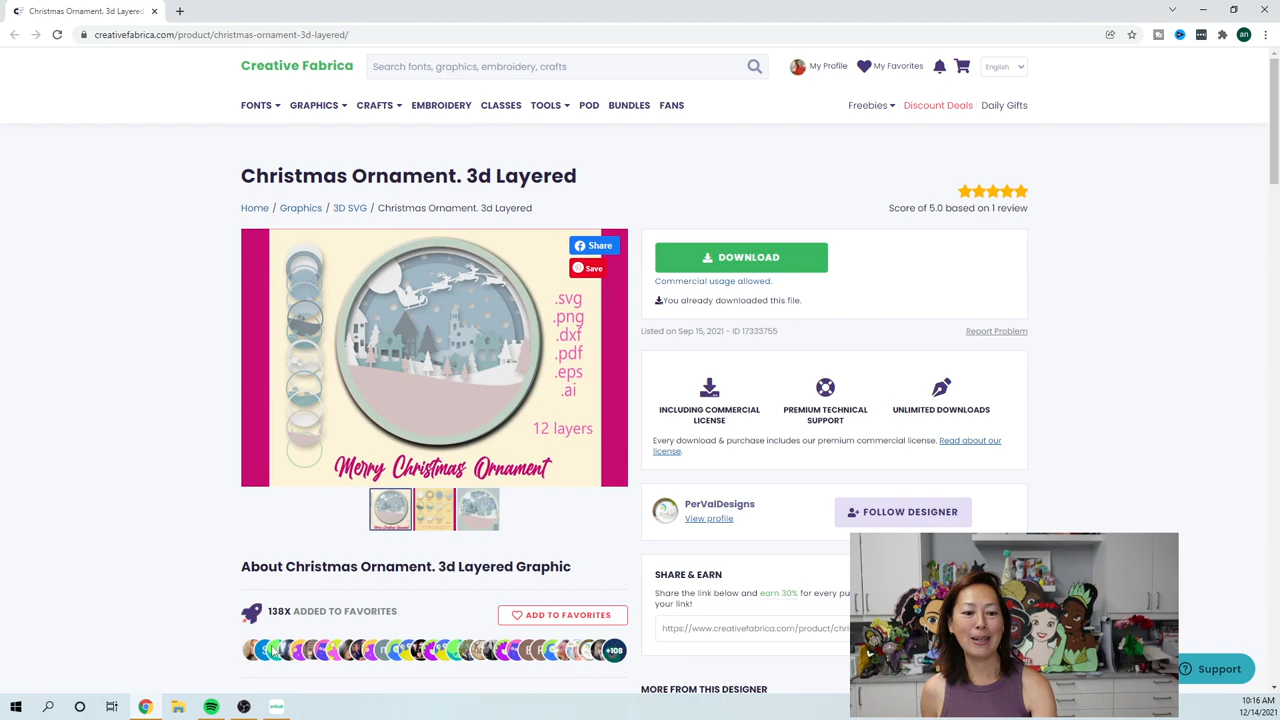 Christmas Ornament. 3d Layered
creativefabrica.com/product/christmas-ornament-3d-layered/
an
Creative Fabrica
Search fonts, graphics, embroidery, crafts
My Profile
My Favorites
English
FONTS
GRAPHICS
CRAFTS
EMBROIDERY
CLASSES
TOOLS
POD
BUNDLES
FANS
Freebies
Discount Deals
Daily Gifts
Christmas Ornament. 3d Layered
Home / Graphics / 3D SVG / Christmas Ornament. 3d Layered
Score of 5.0 based on 1 review
Share
Save
.svg
.png
.dxf
.pdf
.eps
.ai
12 layers
Merry Christmas Ornament
DOWNLOAD
Commercial usage allowed.
You already downloaded this file.
Listed on Sep 15, 2021 - ID 17333755
Report Problem
INCLUDING COMMERCIAL
LICENSE
PREMIUM TECHNICAL
SUPPORT
UNLIMITED DOWNLOADS
Every download & purchase includes our premium commercial license. Read about our
license.
PerValDesigns
View profile
FOLLOW DESIGNER
About Christmas Ornament. 3d Layered Graphic
138X ADDED TO FAVORITES
ADD TO FAVORITES
+108
SHARE & EARN
Share the link below and earn 30% for every pu
your link!
https://www.creativefabrica.com/product/chri
MORE FROM THIS DESIGNER
Support
10:16 AM
12/14/2021